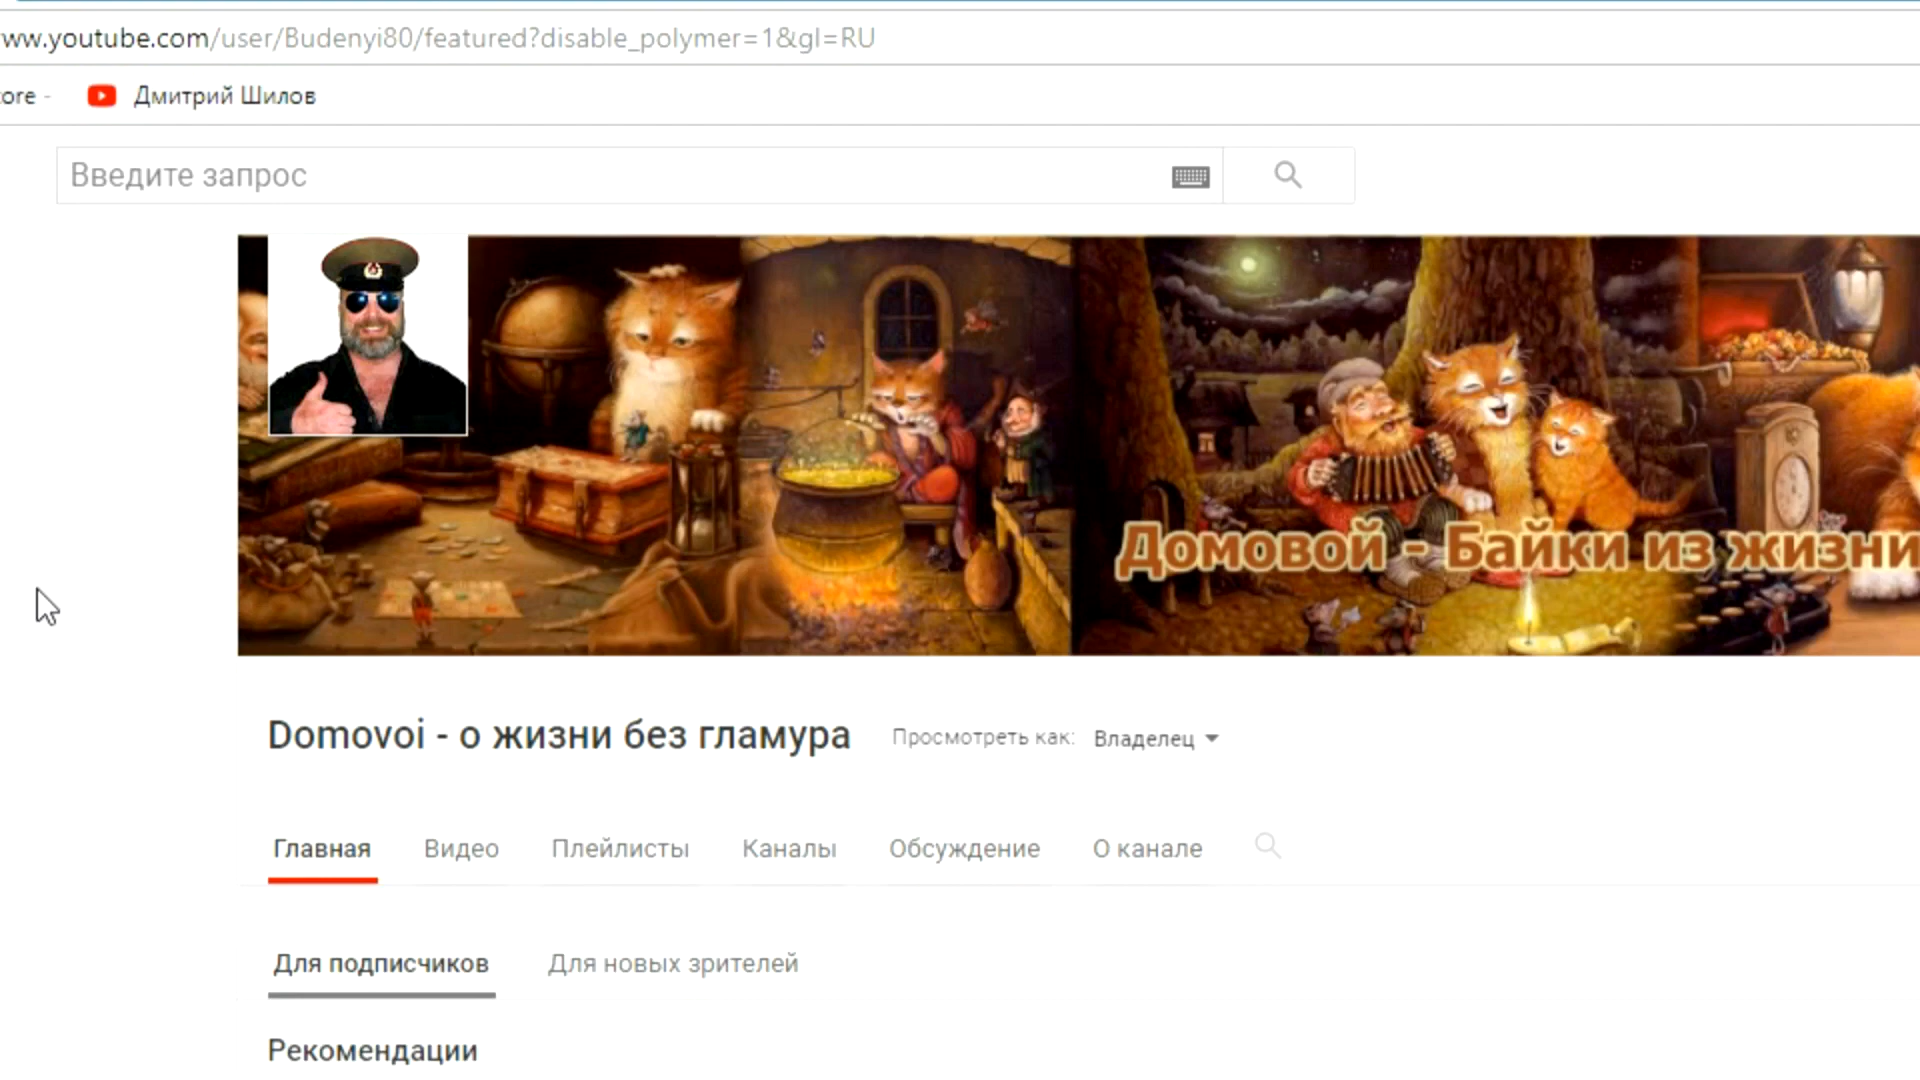 ww.youtube.com/user/Budenyi80/featured?disable_polymer=1&gl=RU
ore - Дмитрий Шилов
Введите запрос
Домовой - Байки из жизни
Domovoi - о жизни без гламура Просмотреть как: Владелец
Главная Видео Плейлисты Каналы Обсуждение О канале
Для подписчиков Для новых зрителей
Рекомендации